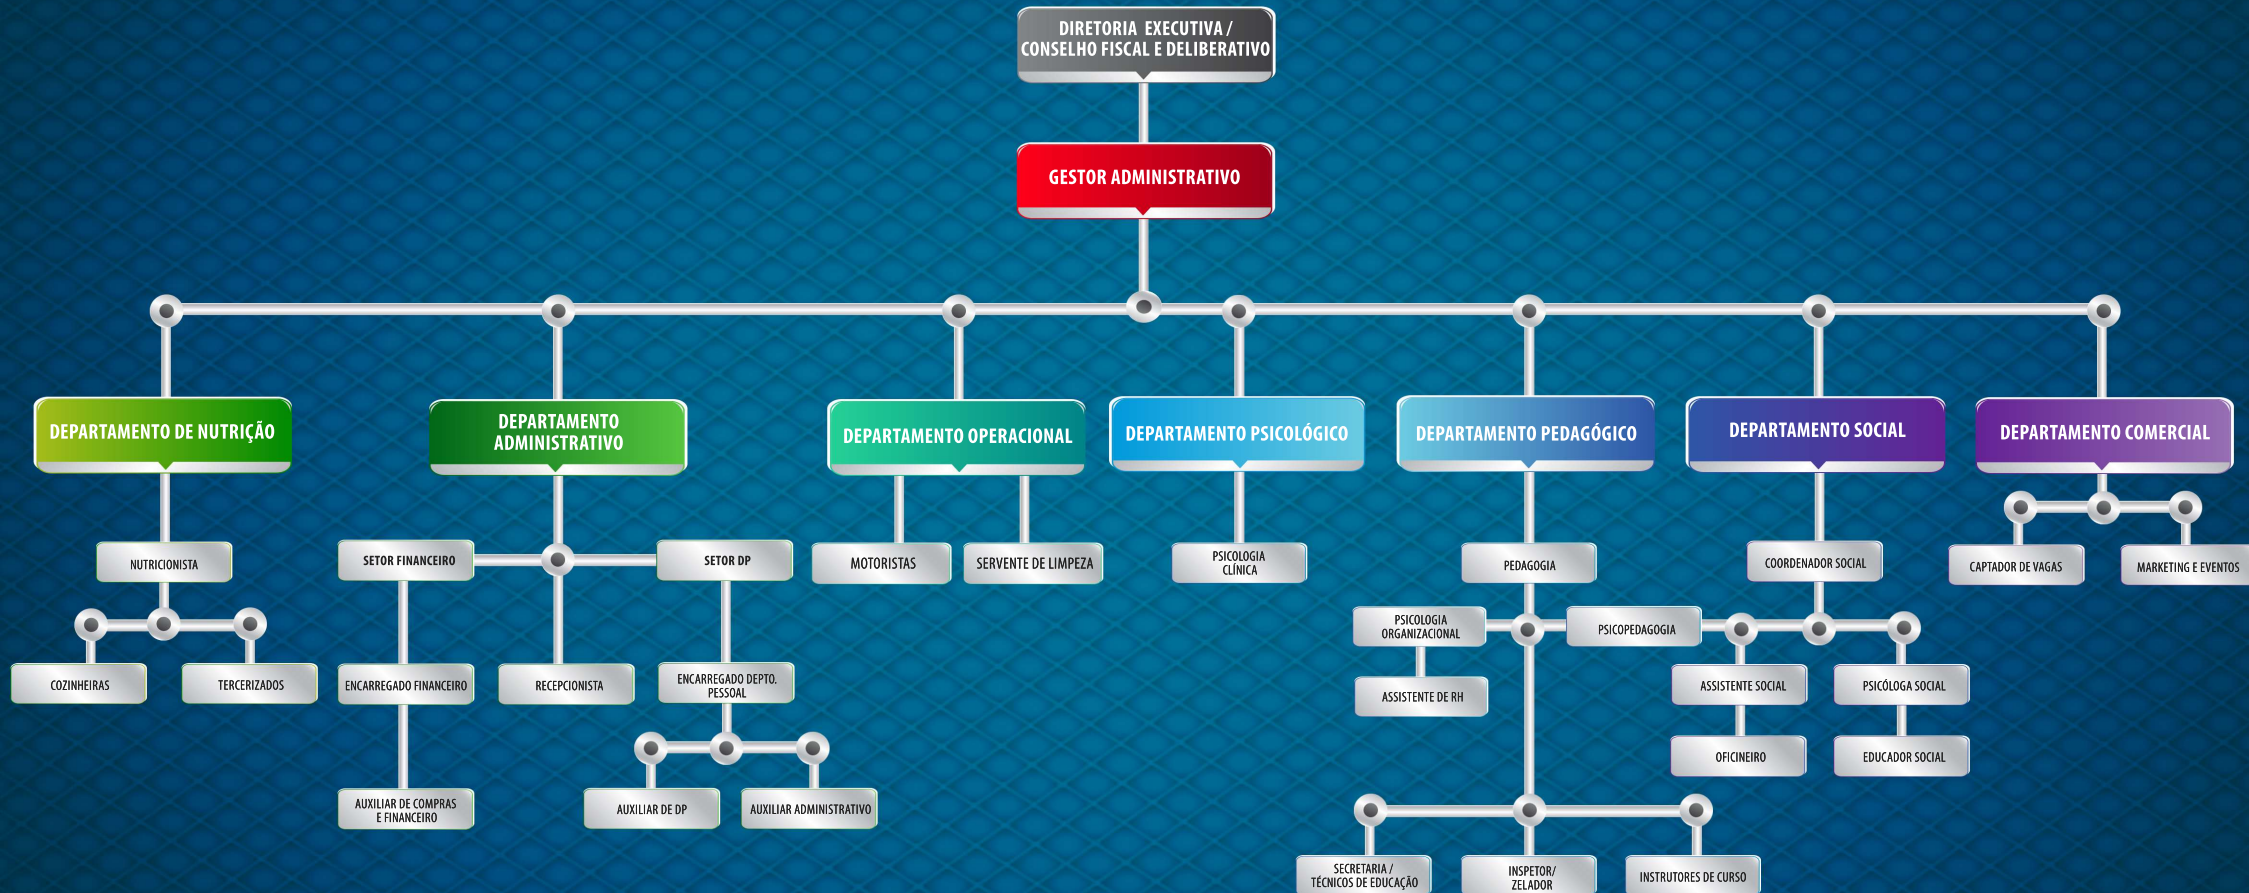 DIRETORIA EXECUTIVA /
CONSELHO FISCAL E DELIBERATIVO
GESTOR ADMINISTRATIVO
DEPARTAMENTO DE NUTRIÇÃO
DEPARTAMENTO
ADMINISTRATIVO
DEPARTAMENTO OPERACIONAL
DEPARTAMENTO PSICOLÓGICO
DEPARTAMENTO PEDAGÓGICO
DEPARTAMENTO SOCIAL
DEPARTAMENTO COMERCIAL
NUTRICIONISTA
SETOR FINANCEIRO
SETOR DP
MOTORISTAS
SERVENTE DE LIMPEZA
PSICOLOGIA
CLÍNICA
PEDAGOGIA
COORDENADOR SOCIAL
CAPTADOR DE VAGAS
MARKETING E EVENTOS
PSICOLOGIA
ORGANIZACIONAL
PSICOPEDAGOGIA
COZINHEIRAS
TERCERIZADOS
ENCARREGADO FINANCEIRO
RECEPCIONISTA
ENCARREGADO DEPTO.
PESSOAL
ASSISTENTE DE RH
ASSISTENTE SOCIAL
PSICÓLOGA SOCIAL
OFICINEIRO
EDUCADOR SOCIAL
AUXILIAR DE COMPRAS
E FINANCEIRO
AUXILIAR DE DP
AUXILIAR ADMINISTRATIVO
SECRETARIA /
TÉCNICOS DE EDUCAÇÃO
INSPETOR/
ZELADOR
INSTRUTORES DE CURSO